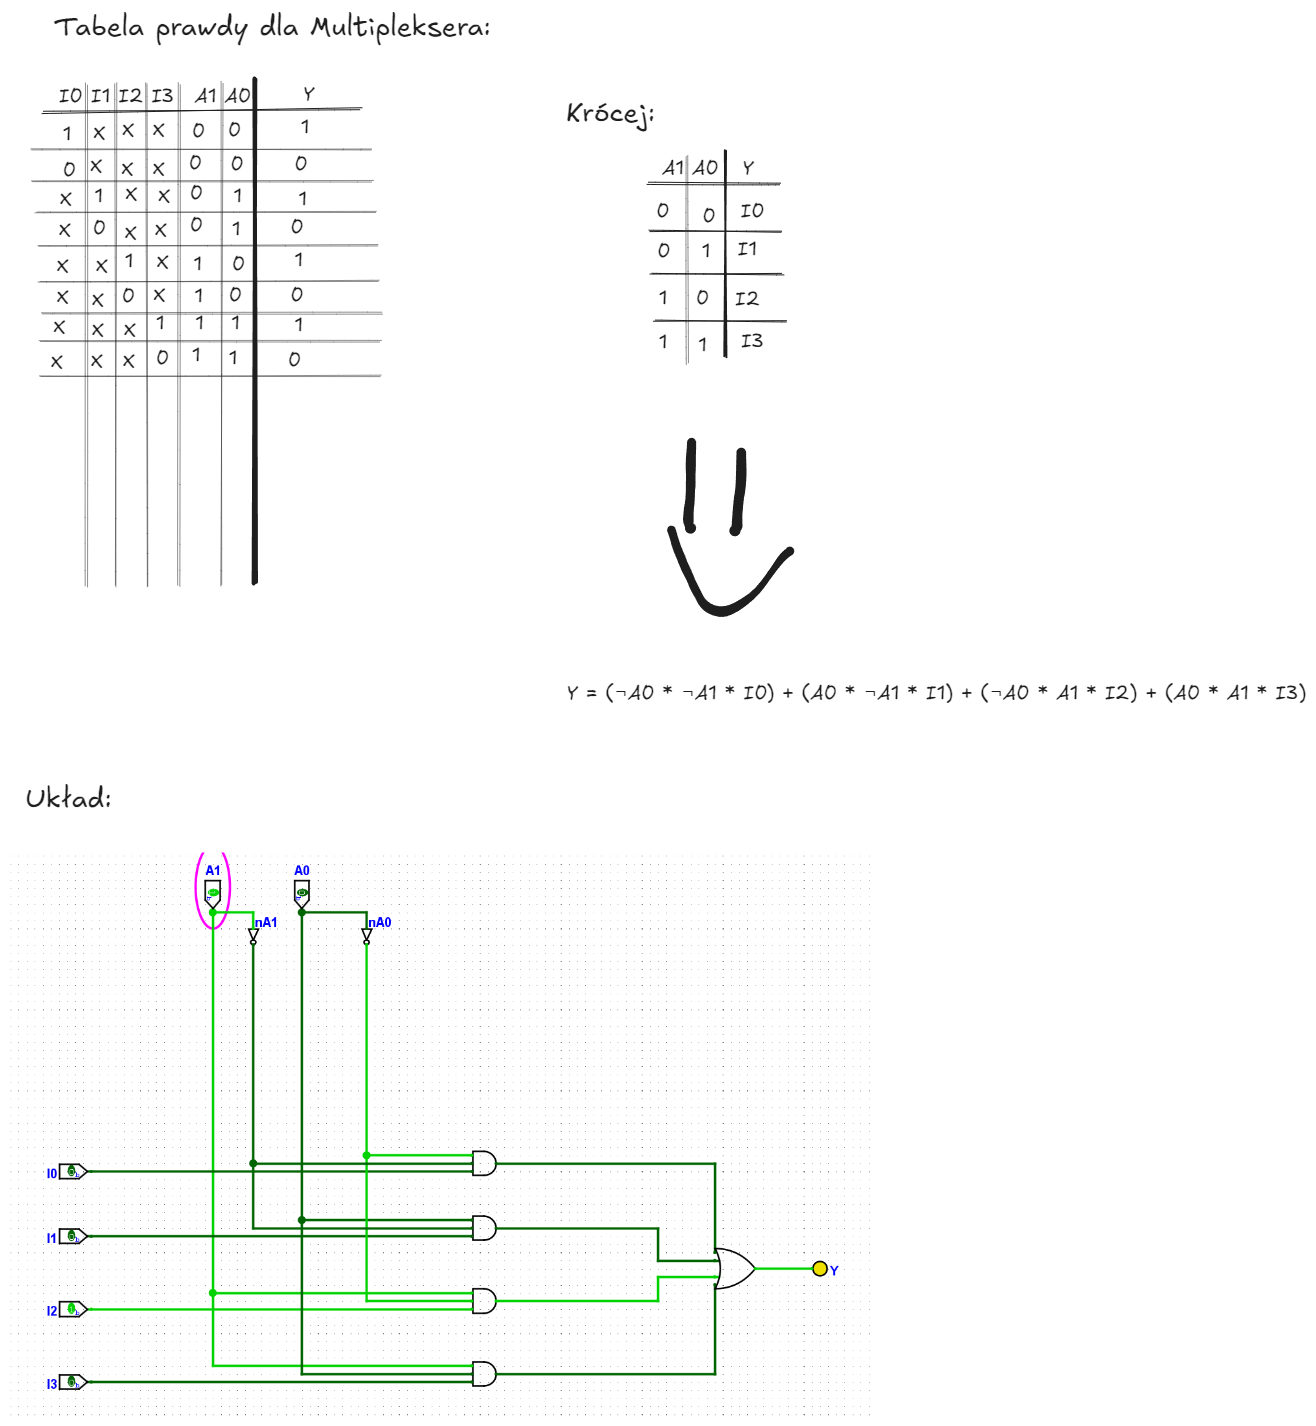 Tabela prawdy dla Multipleksera:
I0 I1 I2 I3 A1 A0 Y
1 x x x 0 0 1
0 x x x 0 0 0
x 1 x x 0 1 1
x 0 x x 0 1 0
x x 1 x 1 0 1
x x 0 x 1 0 0
x x x 1 1 1 1
x x x 0 1 1 0
Krócej:
A1 A0 Y
0 0 I0
0 1 I1
1 0 I2
1 1 I3
Y = (¬A0 * ¬A1 * I0) + (A0 * ¬A1 * I1) + (¬A0 * A1 * I2) + (A0 * A1 * I3)
Układ:
A1 A0
nA1 nA0
I0
I1
I2
Y
I3